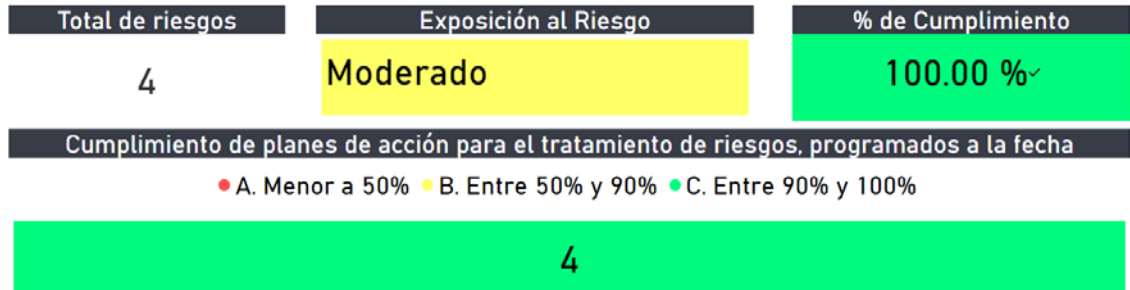 Total de riesgos
Exposición al Riesgo
% de Cumplimiento
4
Moderado
100.00 %✓
Cumplimiento de planes de acción para el tratamiento de riesgos, programados a la fecha
A. Menor a 50% B. Entre 50% y 90% C. Entre 90% y 100%
4